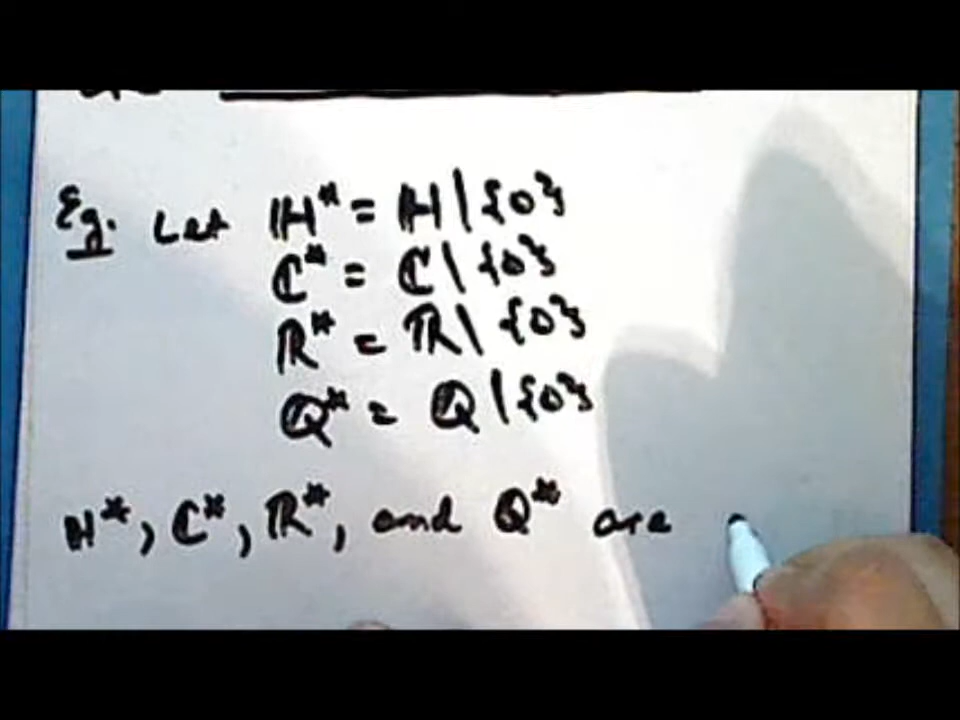 Eg. Let ℍ* = ℍ \ {0}
ℂ* = ℂ \ {0}
ℝ* = ℝ \ {0}
ℚ* = ℚ \ {0}
ℍ*, ℂ*, ℝ*, and ℚ* are